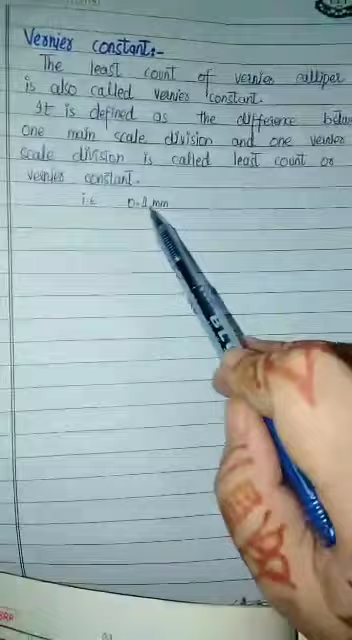 Vernier constant:-
The least count of vernier calliper
is also called vernier constant.
It is defined as the difference betwe
one main scale division and one vernier
scale division is called least count or
vernier constant.
i.e 0.1 mm